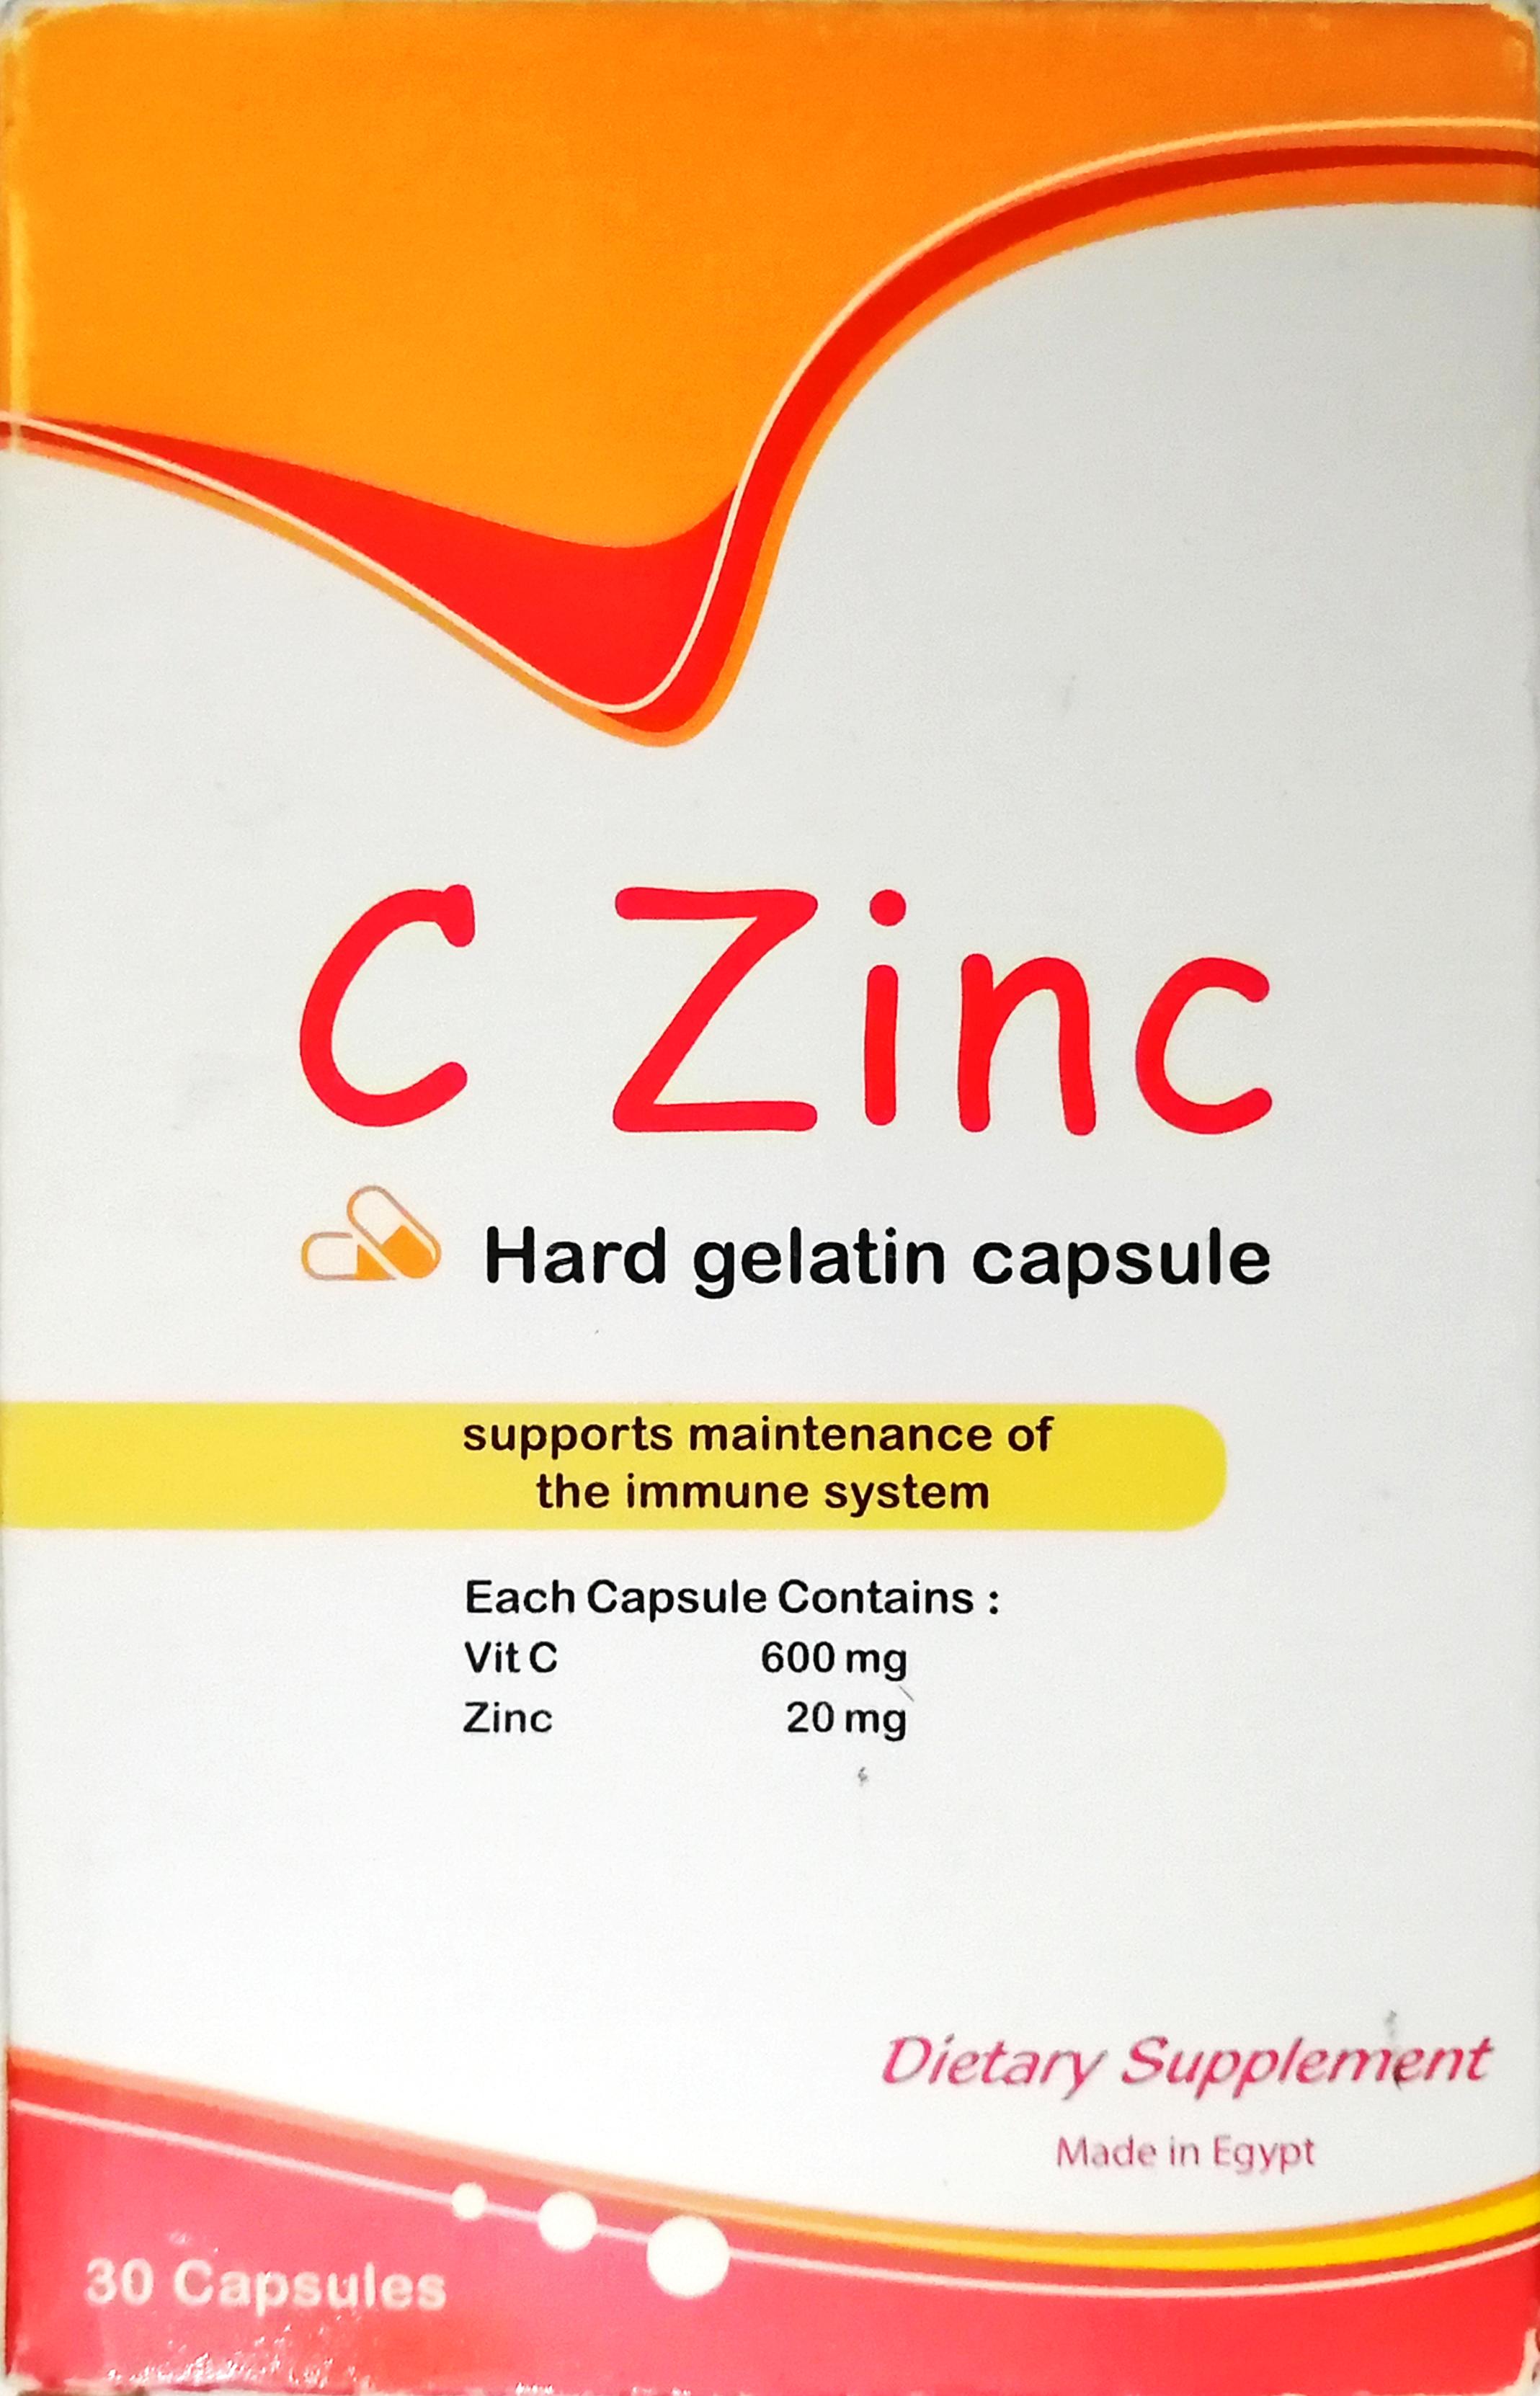 C Zinc
Hard gelatin capsule
supports maintenance of
the immune system
Each Capsule Contains :
Vit C 600 mg
Zinc 20 mg
Dietary Supplement
Made in Egypt
30 Capsules